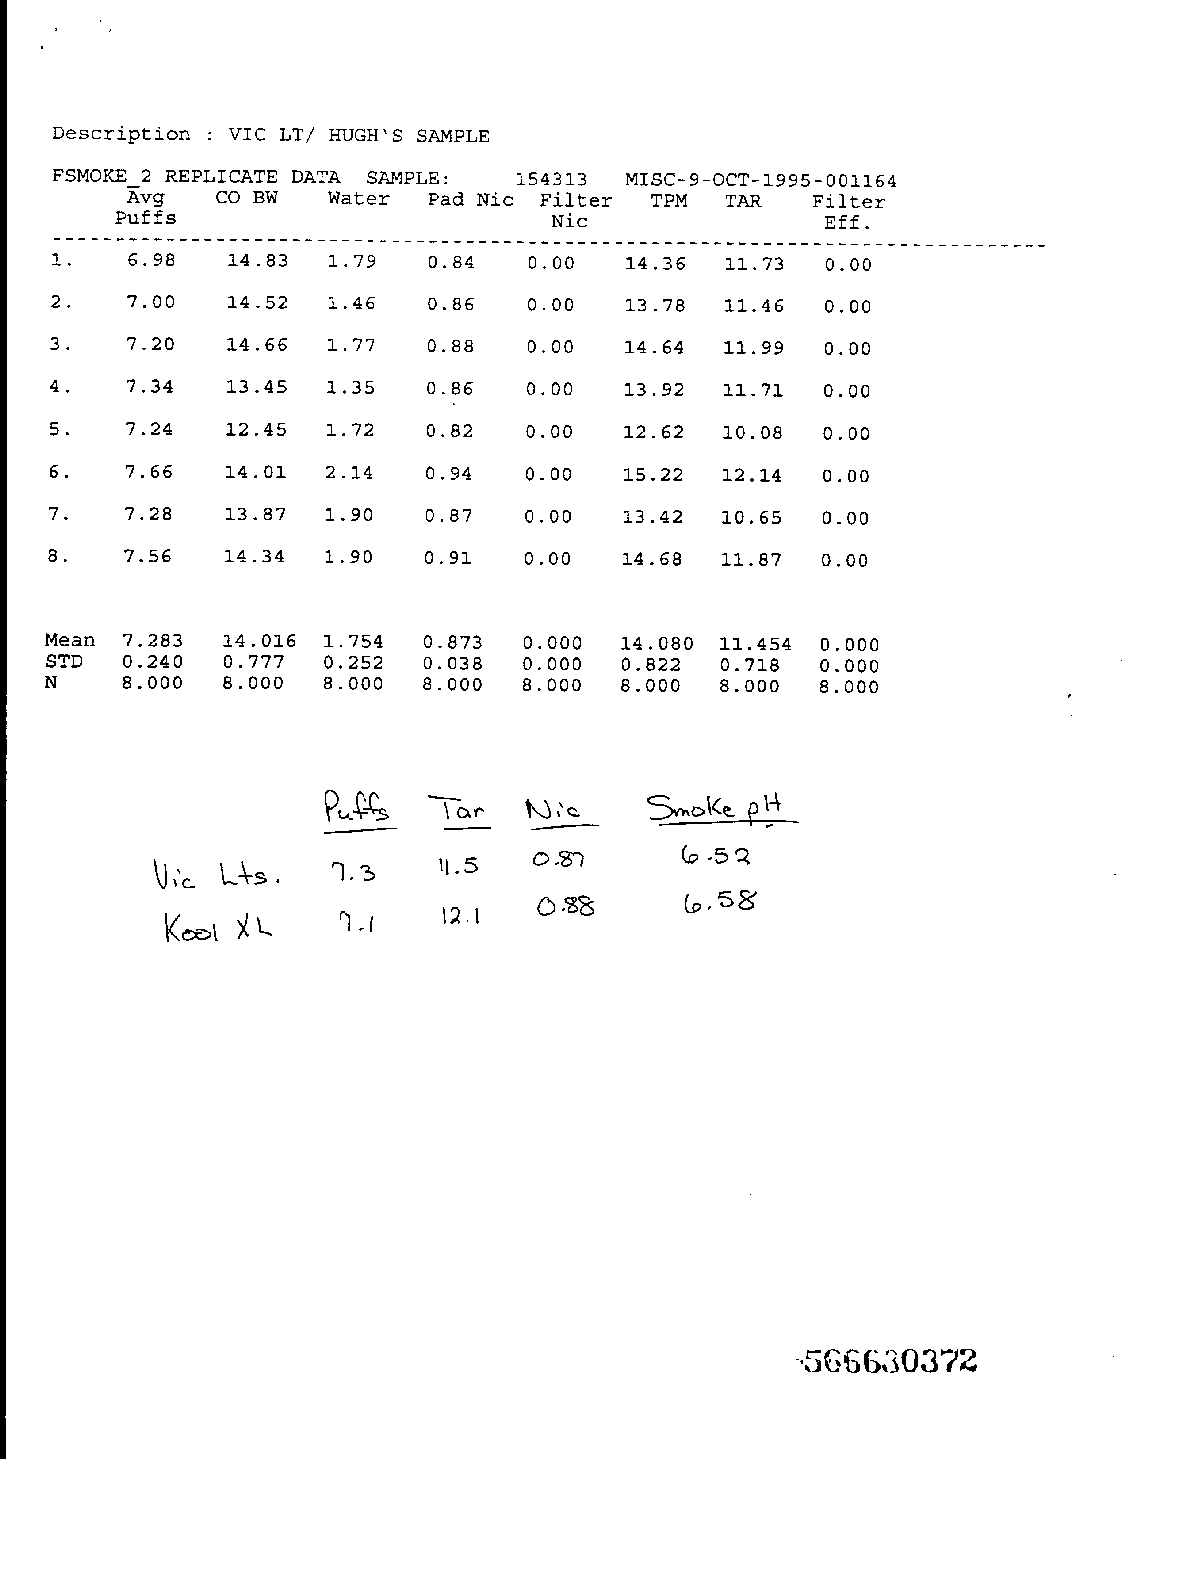 Description : VIC LT/ HUGH'S SAMPLE
FSMOKE_2 REPLICATE DATA SAMPLE: 154313 MISC-9-OCT-1995-001164
Avg CO BW Water Pad Nic Filter TPM TAR Filter
Puffs Nic Eff.
1. 6.98 14.83 1.79 0.84 0.00 14.36 11.73 0.00
2. 7.00 14.52 1.46 0.86 0.00 13.78 11.46 0.00
3. 7.20 14.66 1.77 0.88 0.00 14.64 11.99 0.00
4. 7.34 13.45 1.35 0.86 0.00 13.92 11.71 0.00
5. 7.24 12.45 1.72 0.82 0.00 12.62 10.08 0.00
6. 7.66 14.01 2.14 0.94 0.00 15.22 12.14 0.00
7. 7.28 13.87 1.90 0.87 0.00 13.42 10.65 0.00
8. 7.56 14.34 1.90 0.91 0.00 14.68 11.87 0.00
Mean 7.283 14.016 1.754 0.873 0.000 14.080 11.454 0.000
STD 0.240 0.777 0.252 0.038 0.000 0.822 0.718 0.000
N 8.000 8.000 8.000 8.000 8.000 8.000 8.000 8.000
Puffs Tar Nic Smoke pH
Vic Lts. 7.3 11.5 0.87 6.52
Kool XL 7.1 12.1 0.88 6.58
566630372